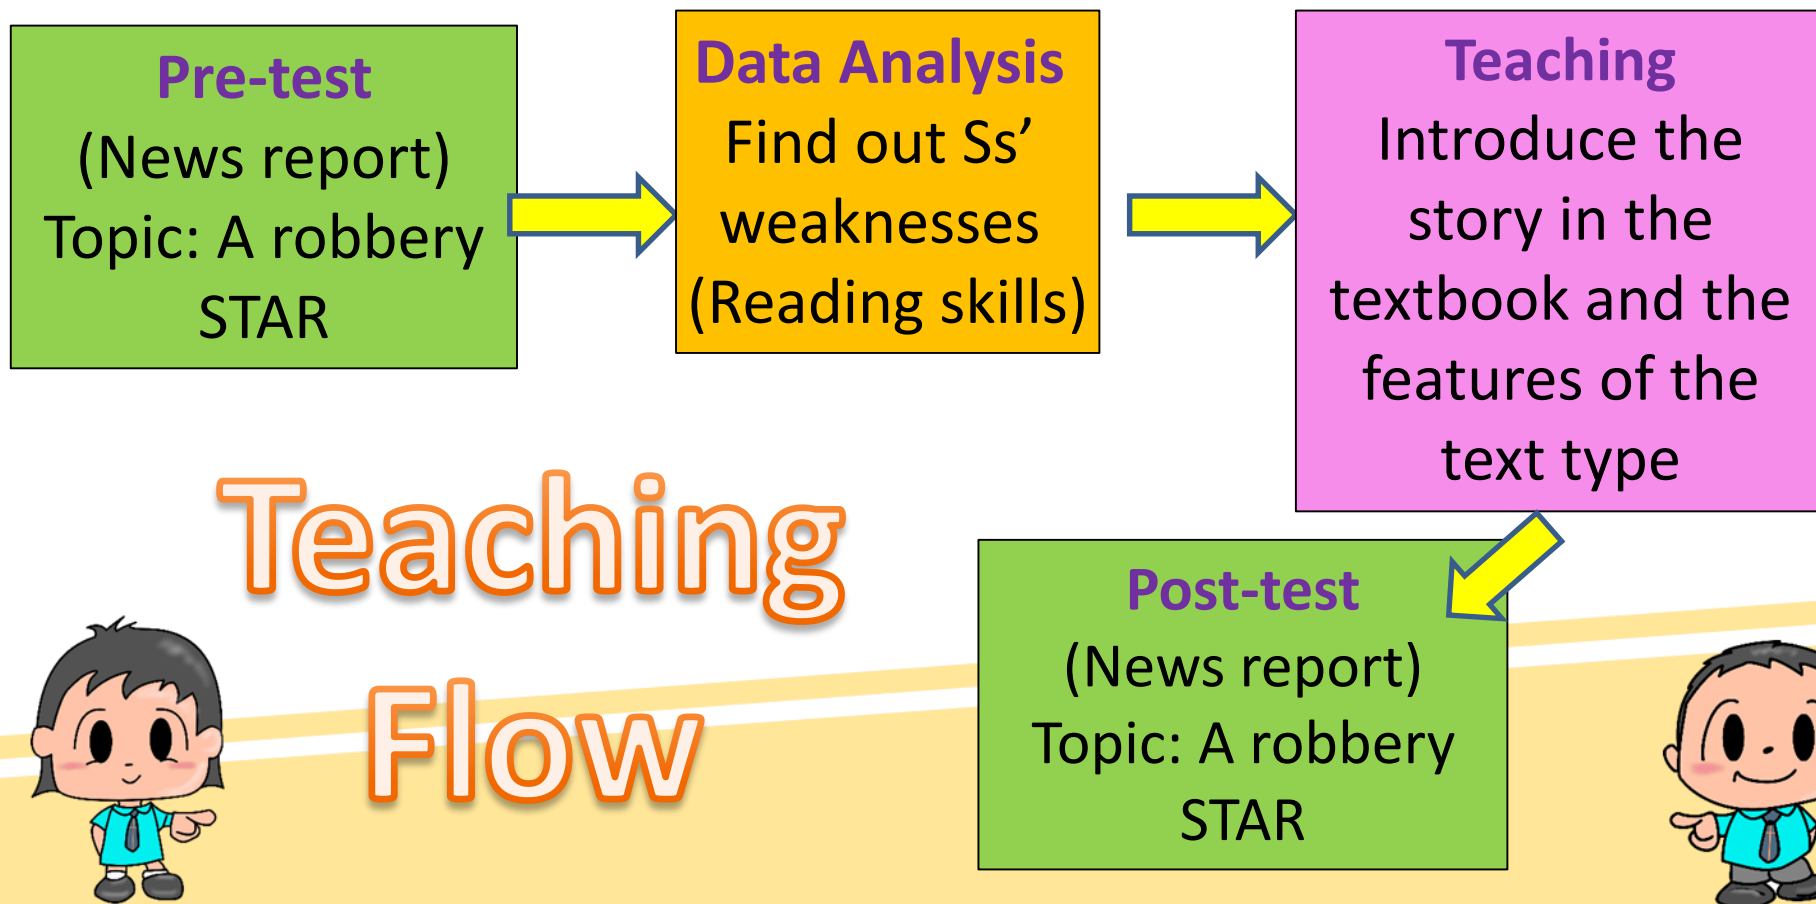 Pre-test
(News report)
Topic: A robbery
STAR
Data Analysis
Find out Ss’
weaknesses
(Reading skills)
Teaching
Introduce the
story in the
textbook and the
features of the
text type
Teaching
Flow
Post-test
(News report)
Topic: A robbery
STAR